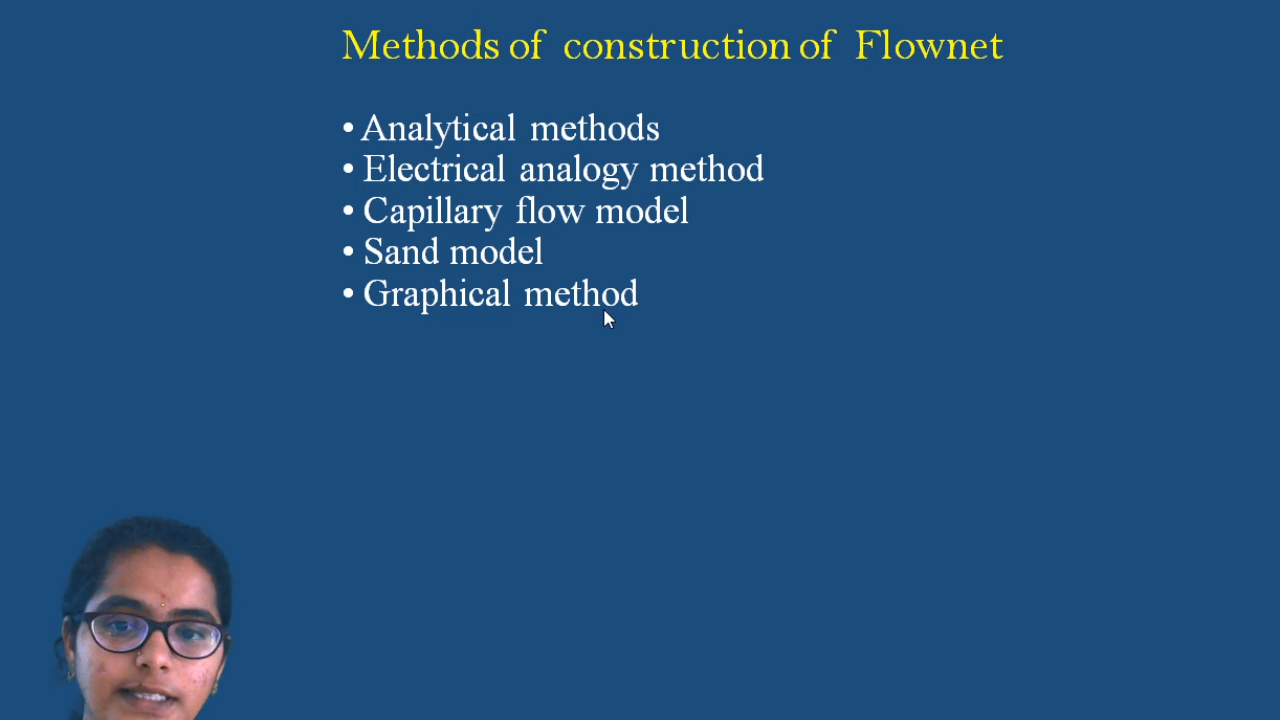 Methods of construction of Flownet
• Analytical methods
• Electrical analogy method
• Capillary flow model
• Sand model
• Graphical method